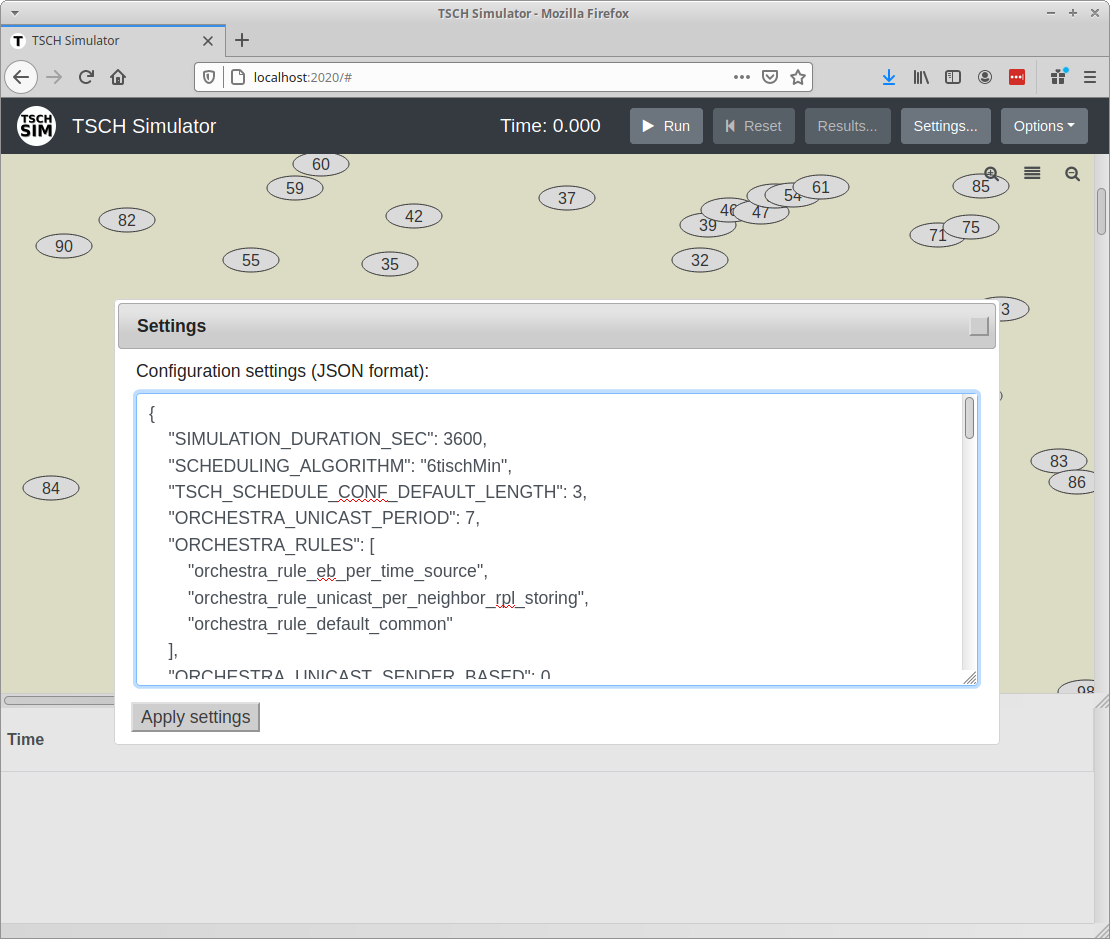 TSCH Simulator - Mozilla Firefox
T TSCH Simulator
localhost:2020/#
TSCH SIM TSCH Simulator Time: 0.000 Run Reset Results... Settings... Options
60
59
37
61
54
85
82
42
46
47
39
75
71
90
55
35
32
3
Settings
Configuration settings (JSON format):
{
"SIMULATION_DURATION_SEC": 3600,
"SCHEDULING_ALGORITHM": "6tischMin",
"TSCH_SCHEDULE_CONF_DEFAULT_LENGTH": 3,
"ORCHESTRA_UNICAST_PERIOD": 7,
"ORCHESTRA_RULES": [
"orchestra_rule_eb_per_time_source",
"orchestra_rule_unicast_per_neighbor_rpl_storing",
"orchestra_rule_default_common"
],
"ORCHESTRA_UNICAST_SENDER_BASED": 0
83
86
84
98
Apply settings
Time